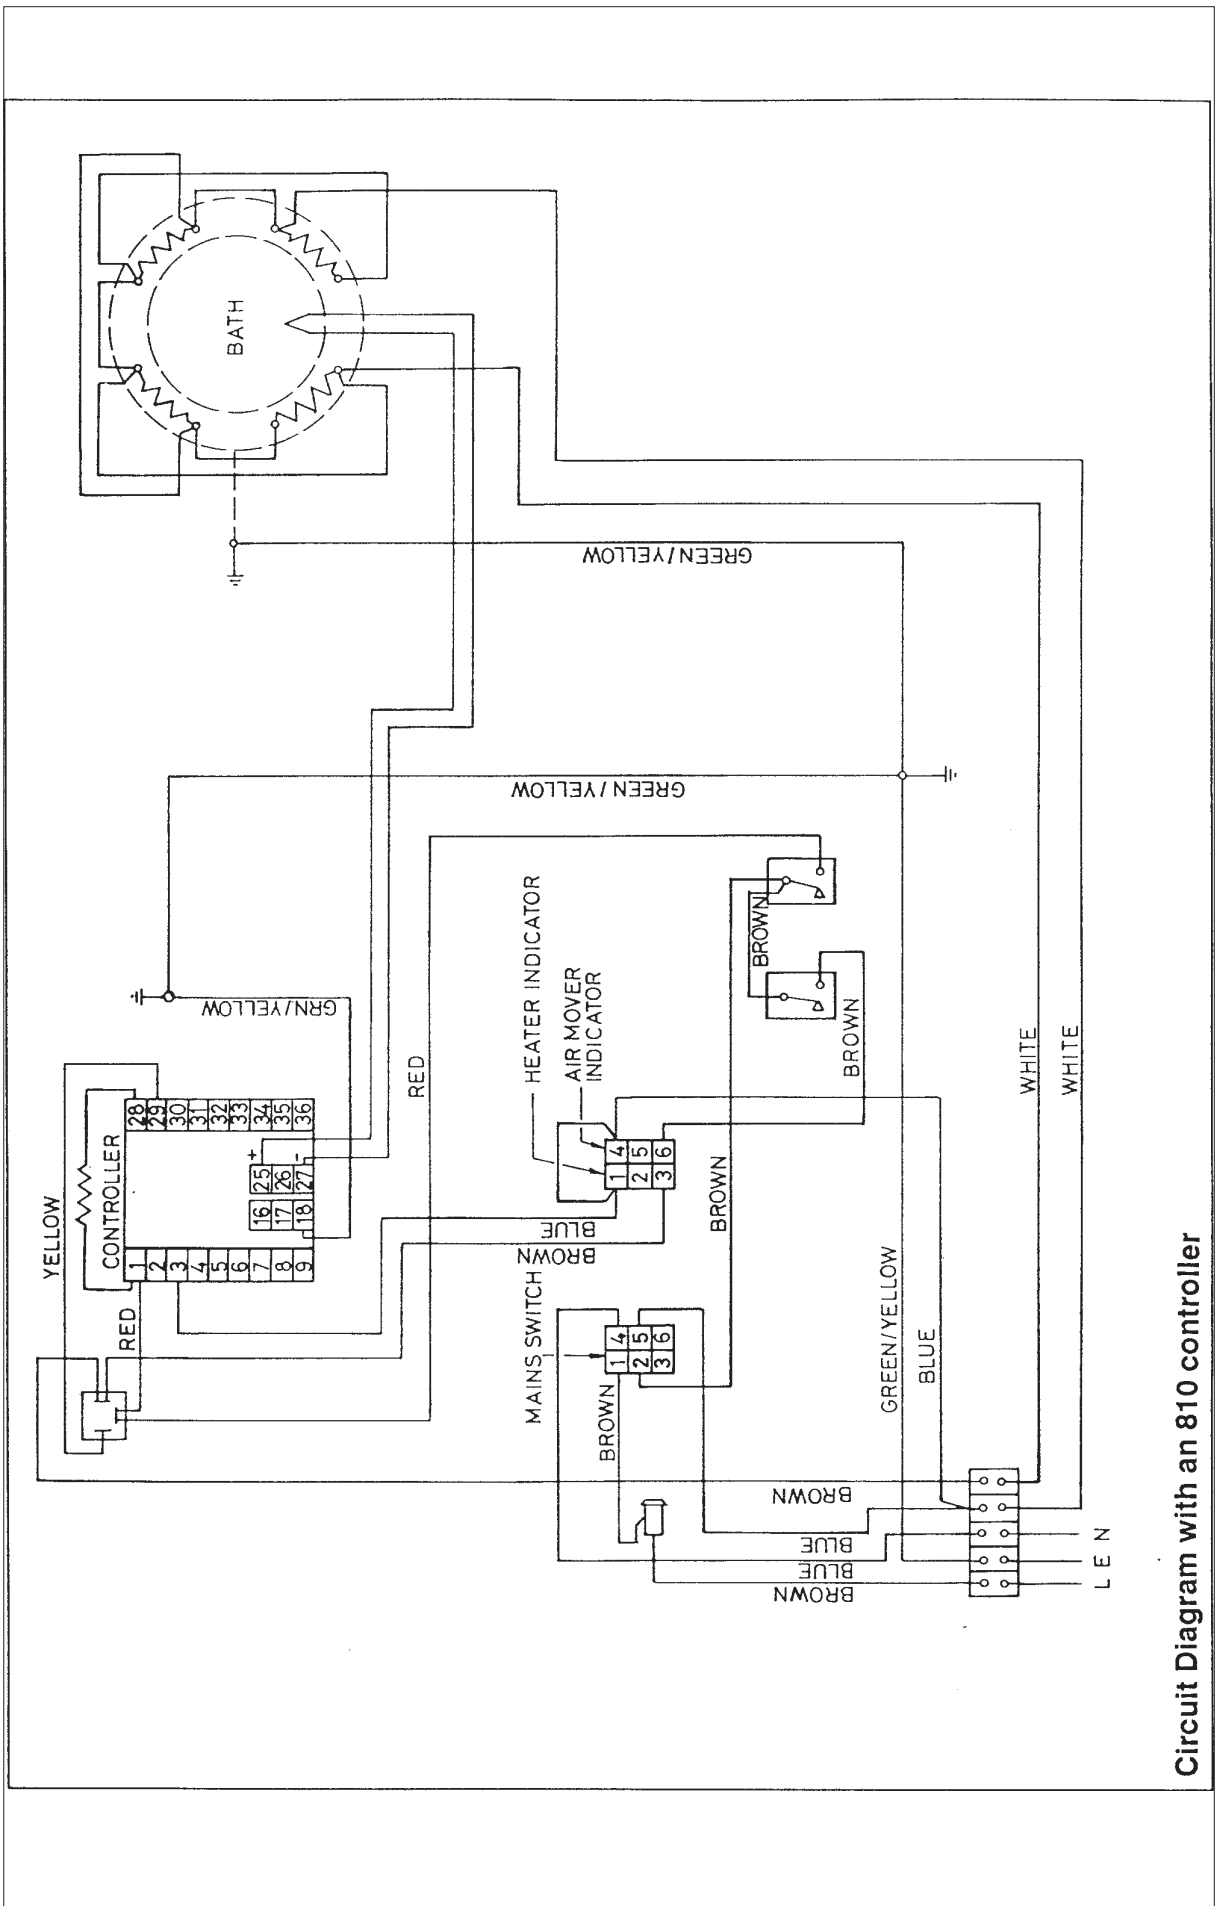 YELLOW
CONTROLLER
RED
1
2
3
4
5
6
7
8
9
16
17
18
25
26
27
+
-
28
29
30
31
32
33
34
35
36
GRN/YELLOW
BATH
GREEN/YELLOW
GREEN/YELLOW
RED
HEATER INDICATOR
AIR MOVER
INDICATOR
1 4
2 5
3 6
BLUE
BROWN
MAINS SWITCH
1 4
2 5
3 6
BROWN
BROWN
BROWN
BROWN
GREEN/YELLOW
BLUE
WHITE
WHITE
BROWN
BLUE
BLUE
BROWN
L E N
Circuit Diagram with an 810 controller